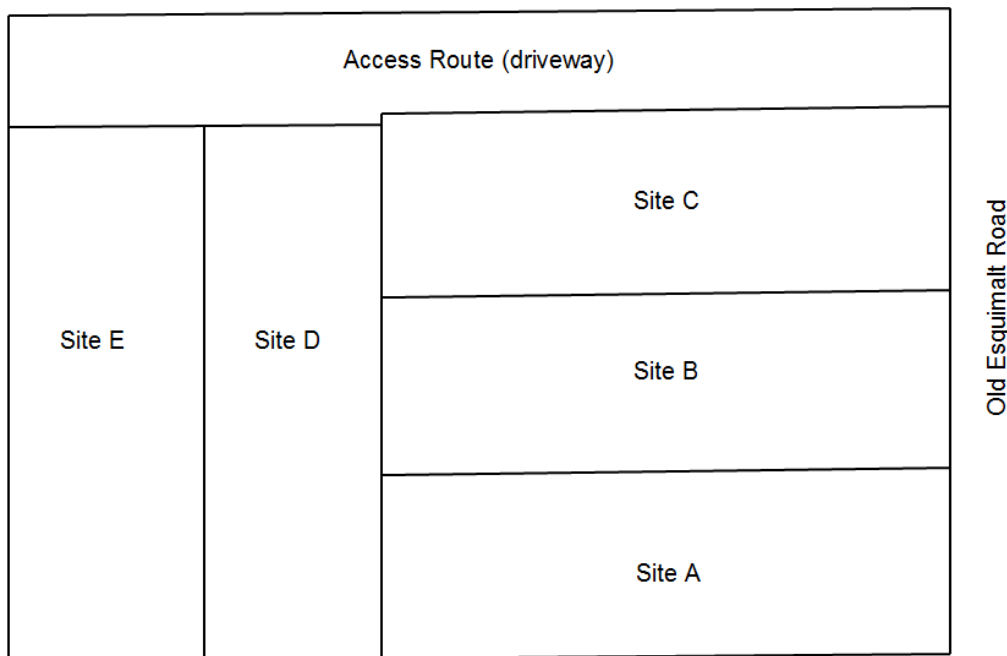 Access Route (driveway)
Site C
Site E
Site D
Site B
Site A
Old Esquimalt Road